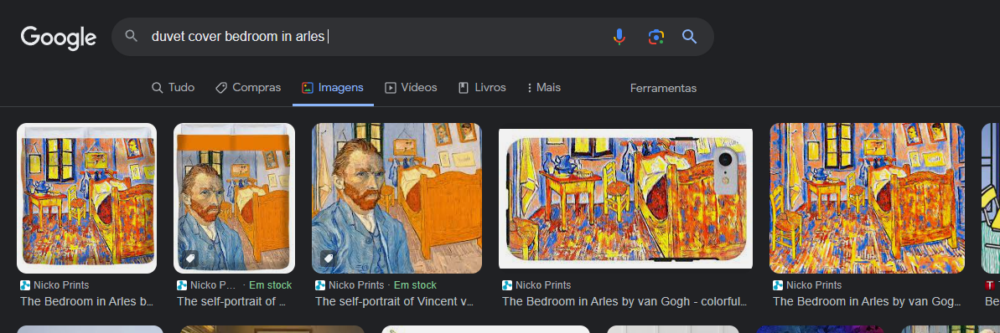 Google
duvet cover bedroom in arles
Tudo
Compras
Imagens
Vídeos
Livros
Mais
Ferramentas
Nicko Prints
The Bedroom in Arles b...
Nicko P... · Em stock
The self-portrait of ...
Nicko Prints · Em stock
The self-portrait of Vincent v...
Nicko Prints
The Bedroom in Arles by van Gogh - colorful...
Nicko Prints
The Bedroom in Arles by van Gog...
Be